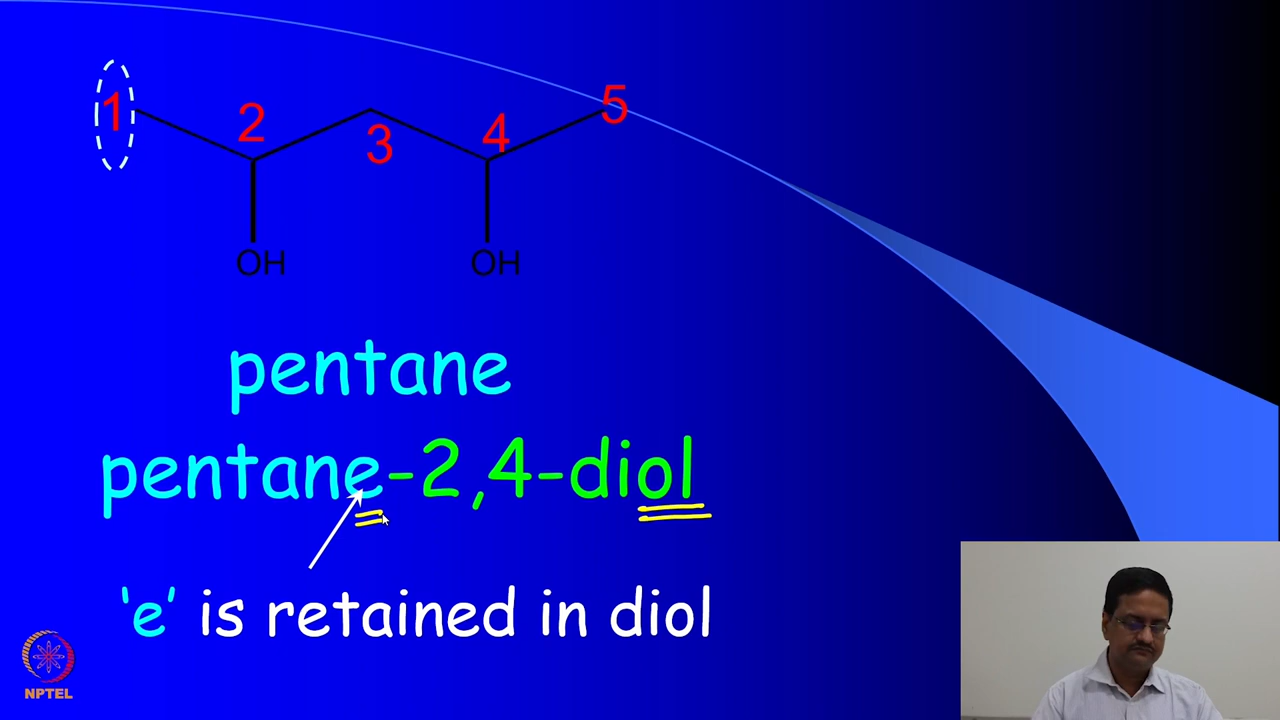 1 2 3 4 5
OH OH
pentane
pentane-2,4-diol
'e' is retained in diol
NPTEL